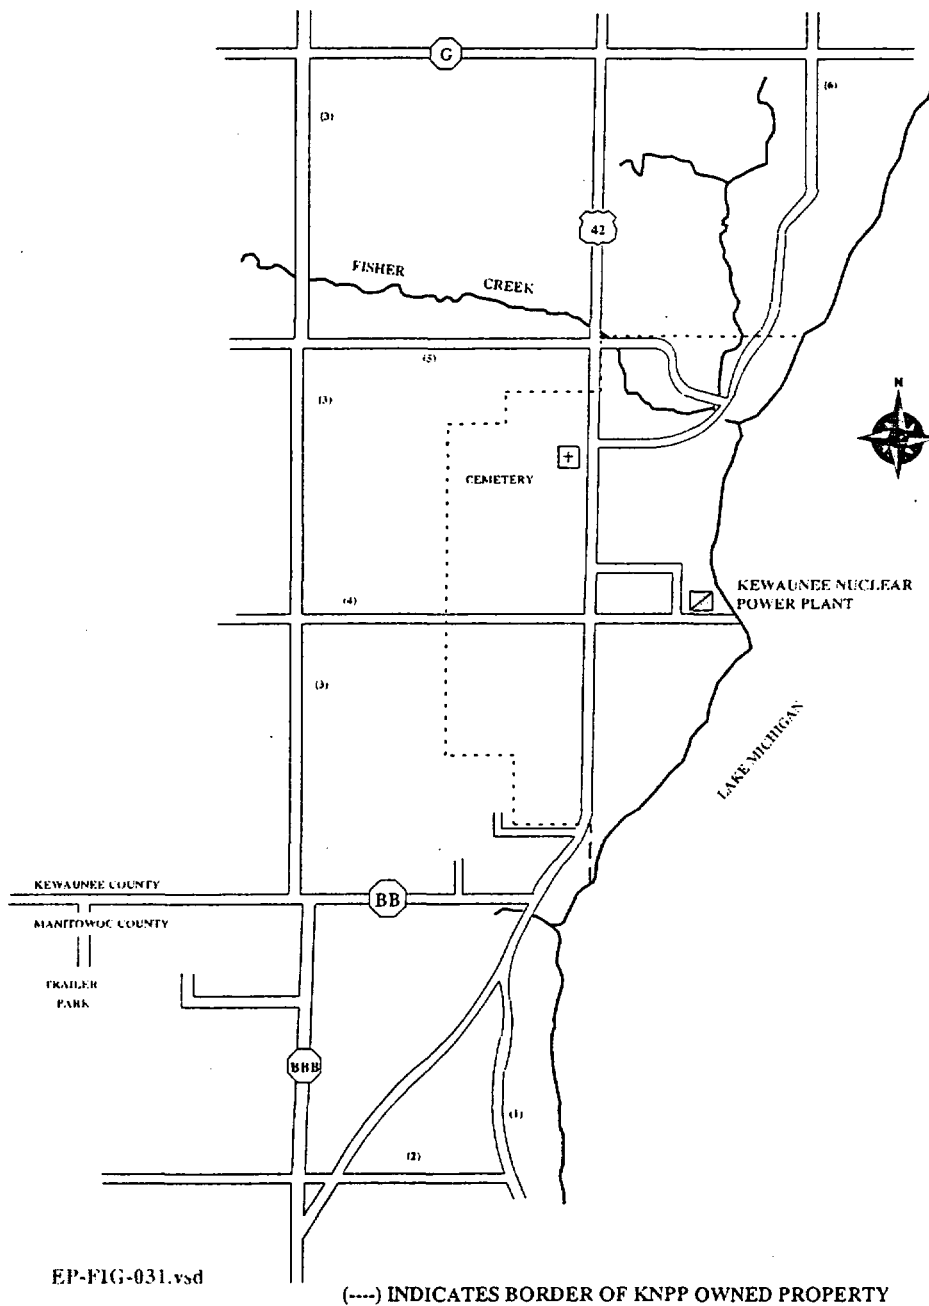 G
(6)
(3)
42
FISHER
CREEK
(5)
N
(3)
CEMETERY
KEWAUNEE NUCLEAR
POWER PLANT
(4)
(3)
LAKE MICHIGAN
KEWAUNEE COUNTY
BB
MANITOWOC COUNTY
TRAILER
PARK
BBB
(1)
(2)
EP-FIG-031.vsd
(----) INDICATES BORDER OF KNPP OWNED PROPERTY